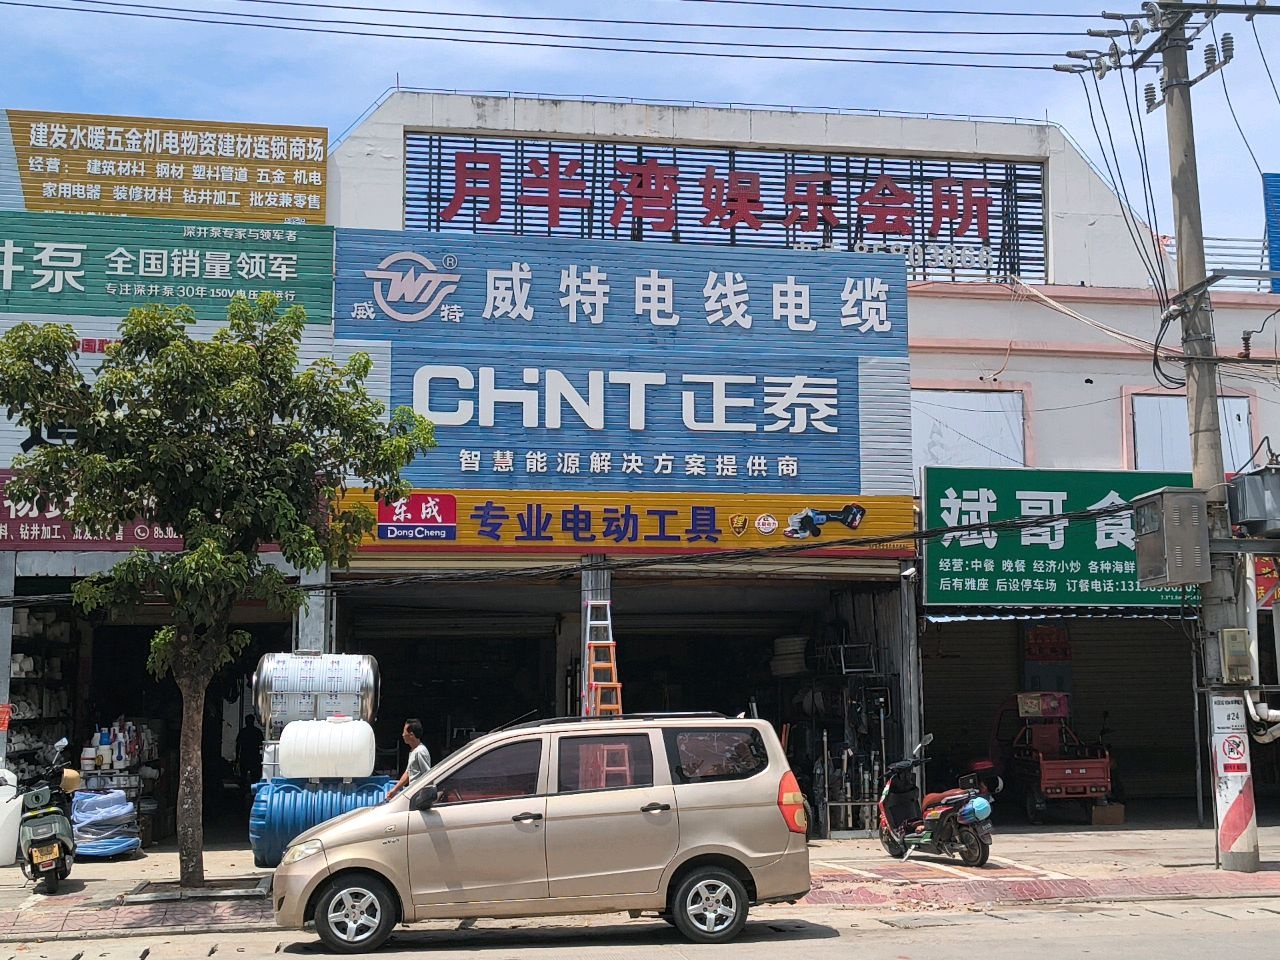 建发水暖五金机电物资建材连锁商场
经营： 建筑材料 钢材 塑料管道 五金 机电
家用电器 装修材料 钻井加工 批发兼零售
月半湾娱乐会所
深井泵专家与领军者
井泵 全国销量领军
专注深井泵30年
威特
®
威特电线电缆
CHiNT 正泰
智慧能源解决方案提供商
东成
DongCheng
专业电动工具
钻井加工、批发兼零售
斌哥食
经营:中餐 晚餐 经济小炒 各种海鲜
后有雅座 后设停车场 订餐电话:
#24